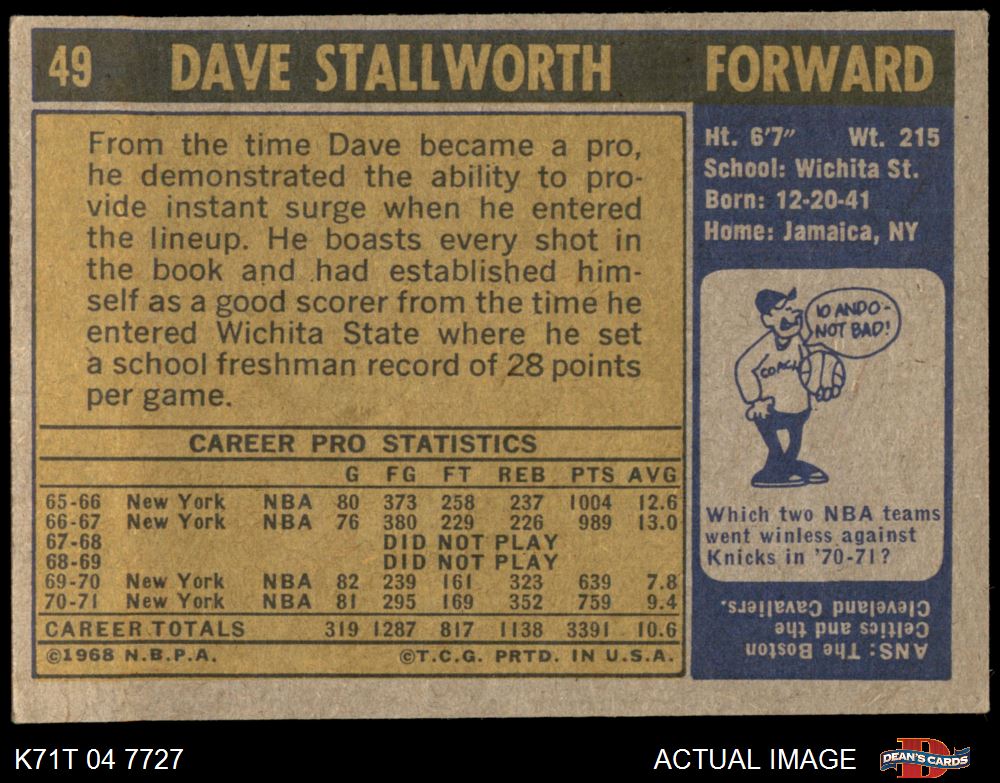 49 DAVE STALLWORTH FORWARD
From the time Dave became a pro,
he demonstrated the ability to pro-
vide instant surge when he entered
the lineup. He boasts every shot in
the book and had established him-
self as a good scorer from the time he
entered Wichita State where he set
a school freshman record of 28 points
per game.
CAREER PRO STATISTICS
G FG FT REB PTS AVG
65-66 New York NBA 80 373 258 237 1004 12.6
66-67 New York NBA 76 380 229 226 989 13.0
67-68 DID NOT PLAY
68-69 DID NOT PLAY
69-70 New York NBA 82 239 161 323 639 7.8
70-71 New York NBA 81 295 169 352 759 9.4
CAREER TOTALS 319 1287 817 1138 3391 10.6
©1968 N.B.P.A. ©T.C.G. PRTD. IN U.S.A.
Ht. 6'7" Wt. 215
School: Wichita St.
Born: 12-20-41
Home: Jamaica, NY
10 AND 0-
NOT BAD!
COACH
Which two NBA teams
went winless against
Knicks in '70-71?
ANS: The Boston
Celtics and the
Cleveland Cavaliers.
K71T 04 7727 ACTUAL IMAGE DEAN'S CARDS